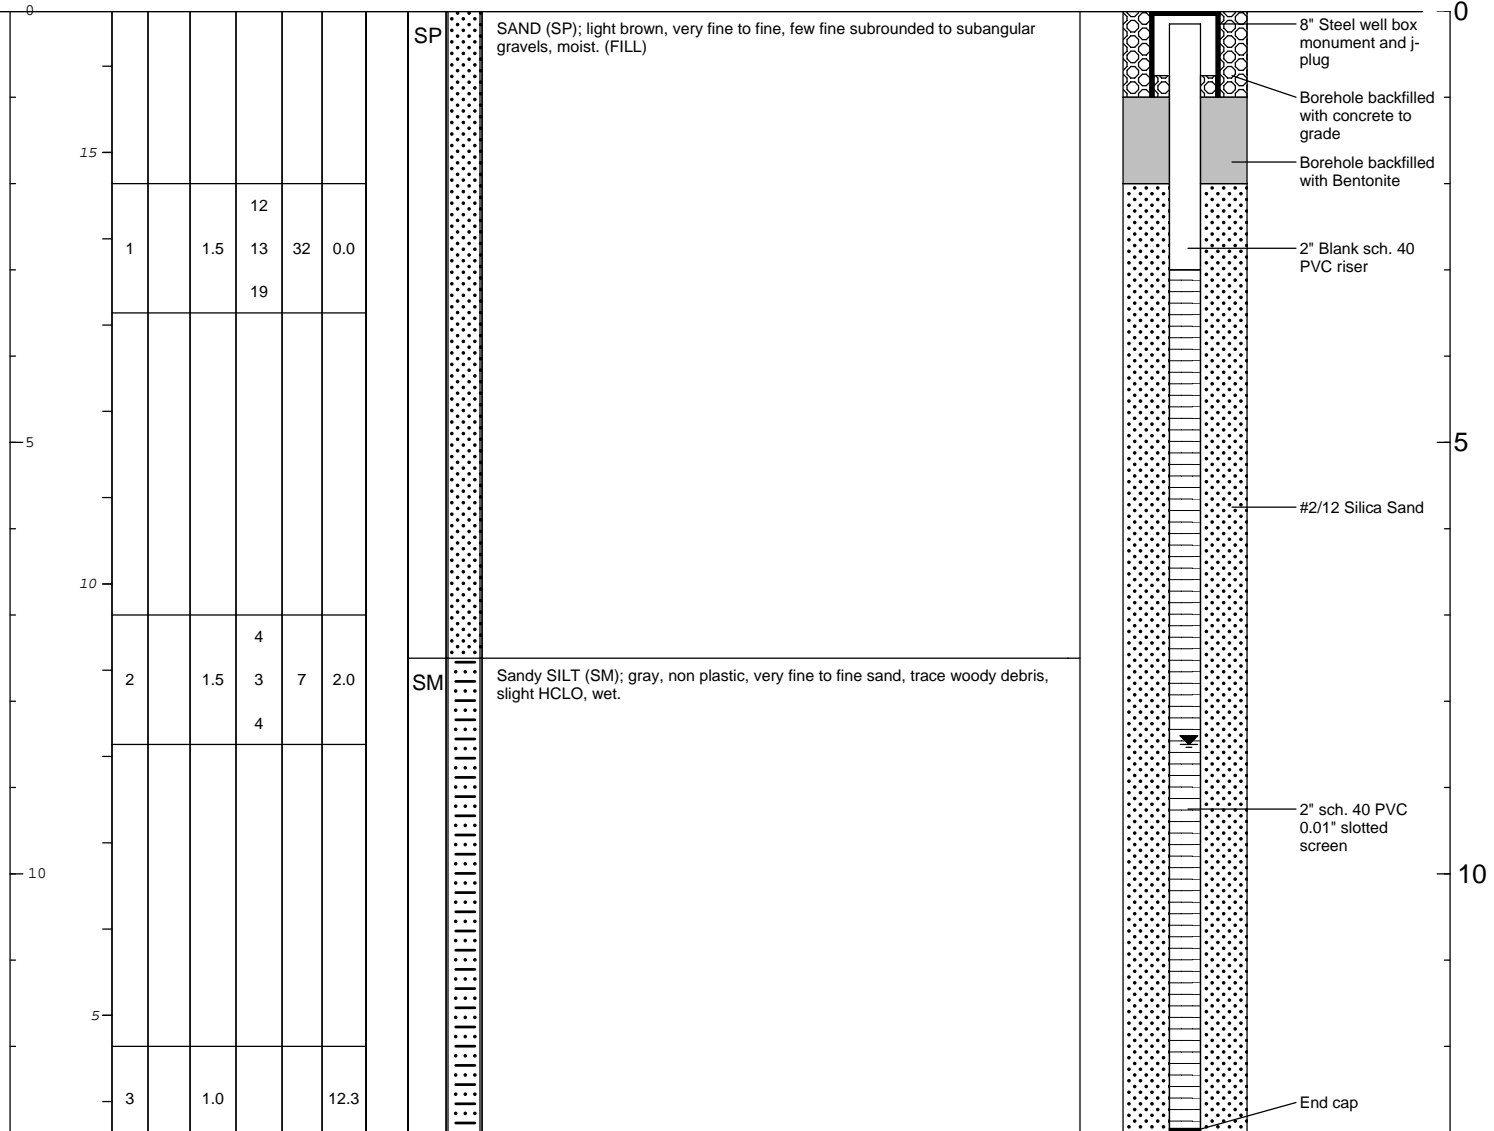 0
0
SP
SAND (SP); light brown, very fine to fine, few fine subrounded to subangular
gravels, moist. (FILL)
8" Steel well box
monument and j-
plug
Borehole backfilled
with concrete to
grade
15
Borehole backfilled
with Bentonite
12
1 1.5 13 32 0.0
19
2" Blank sch. 40
PVC riser
5
5
#2/12 Silica Sand
10
4
2 1.5 3 7 2.0
4
SM
Sandy SILT (SM); gray, non plastic, very fine to fine sand, trace woody debris,
slight HCLO, wet.
2" sch. 40 PVC
0.01" slotted
screen
10
10
5
3 1.0 12.3
End cap